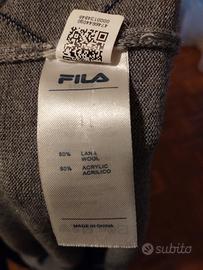 FILA
50% LANA
WOOL
50% ACRYLIC
ACRILICO
MADE IN CHINA
subito